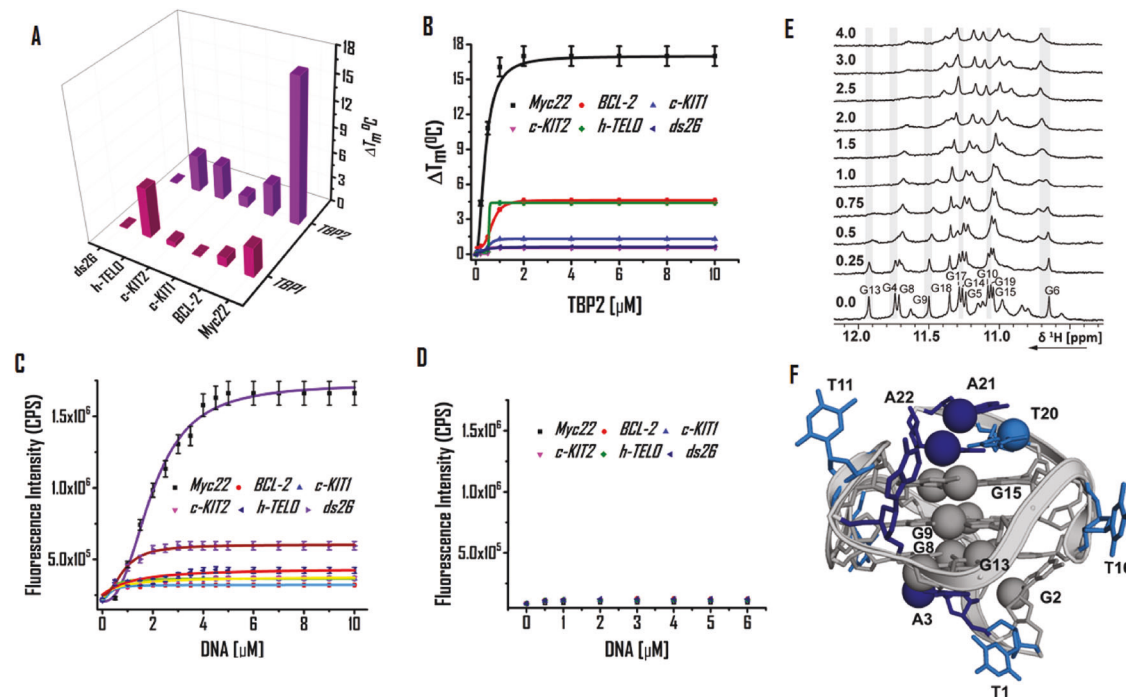 A
18
15
12
9
6
3
0
ΔTm ⁰C
ds26
h-TELO
c-KIT2
c-KIT1
BCL-2
Myc22
TBP2
TBP1
B
ΔTm(⁰C)
18
15
12
9
6
3
0
Myc22 BCL-2 c-KIT1
c-KIT2 h-TELO ds26
0 2 4 6 8 10
TBP2 [µM]
C
Fluorescence Intensity (CPS)
1.5x10⁶
1.0x10⁶
5.0x10⁵
Myc22 BCL-2 c-KIT1
c-KIT2 h-TELO ds26
0 2 4 6 8 10
DNA [µM]
D
Fluorescence Intensity (CPS)
1.5x10⁶
1.0x10⁶
5.0x10⁵
Myc22 BCL-2 c-KIT1
c-KIT2 h-TELO ds26
0 1 2 3 4 5 6
DNA [µM]
E
4.0
3.0
2.5
2.0
1.5
1.0
0.75
0.5
0.25
0.0
G13 G4 G8 G9 G18 G17 G14 G5 G10 G19 G15 G6
12.0 11.5 11.0
δ ¹H [ppm]
F
T11
A22
A21
T20
G15
G9
G8
G13
T10
G2
A3
T1